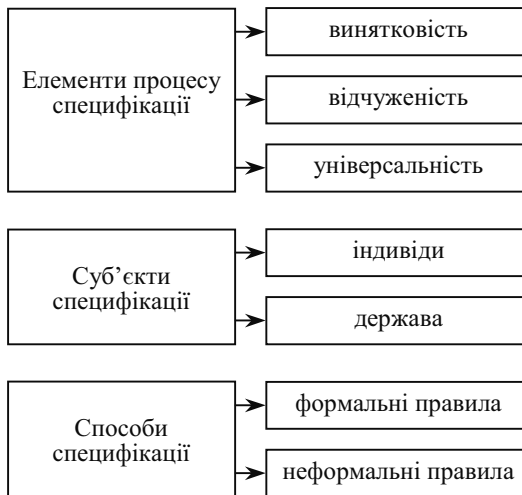 Елементи процесу
специфікації
винятковість
відчуженість
універсальність
Суб’єкти
специфікації
індивіди
держава
Способи
специфікації
формальні правила
неформальні правила